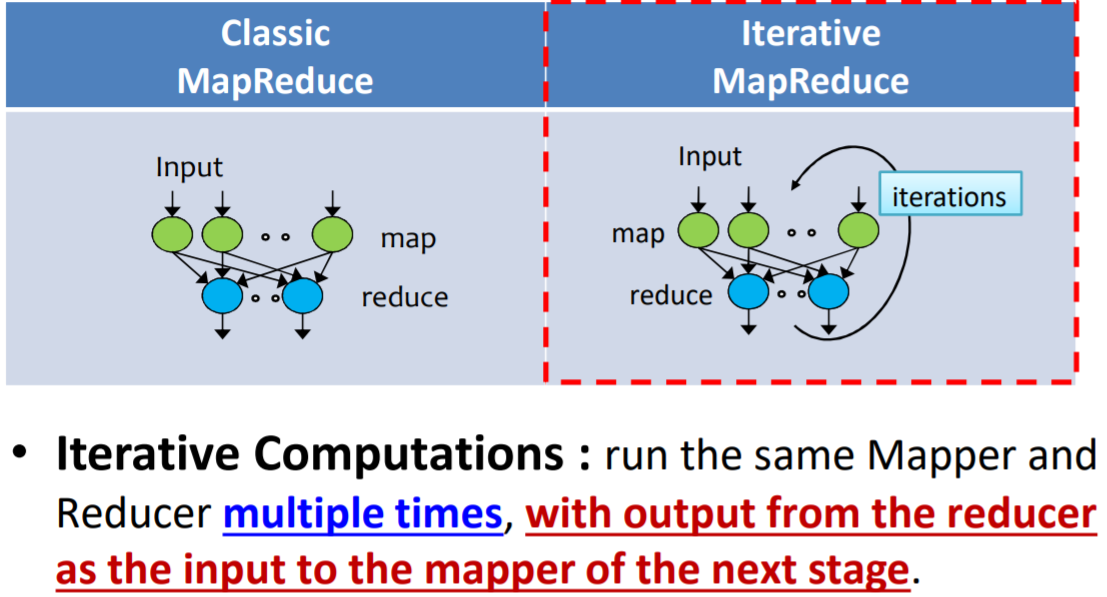 Classic
MapReduce
Iterative
MapReduce
Input
map
reduce
Input
iterations
map
reduce
• Iterative Computations : run the same Mapper and
Reducer multiple times, with output from the reducer
as the input to the mapper of the next stage.